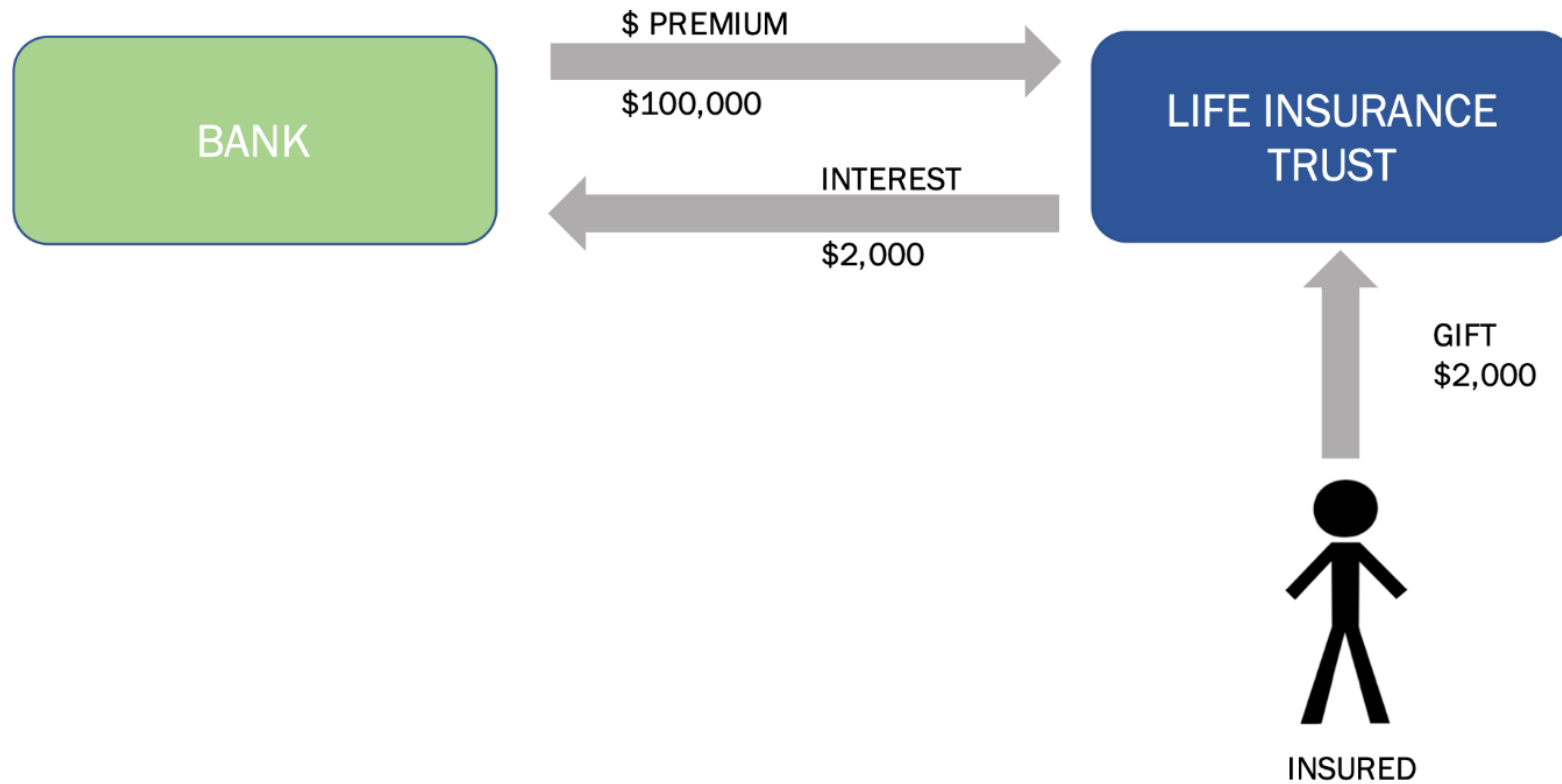 $ PREMIUM
$100,000
BANK
LIFE INSURANCE
TRUST
INTEREST
$2,000
GIFT
$2,000
INSURED